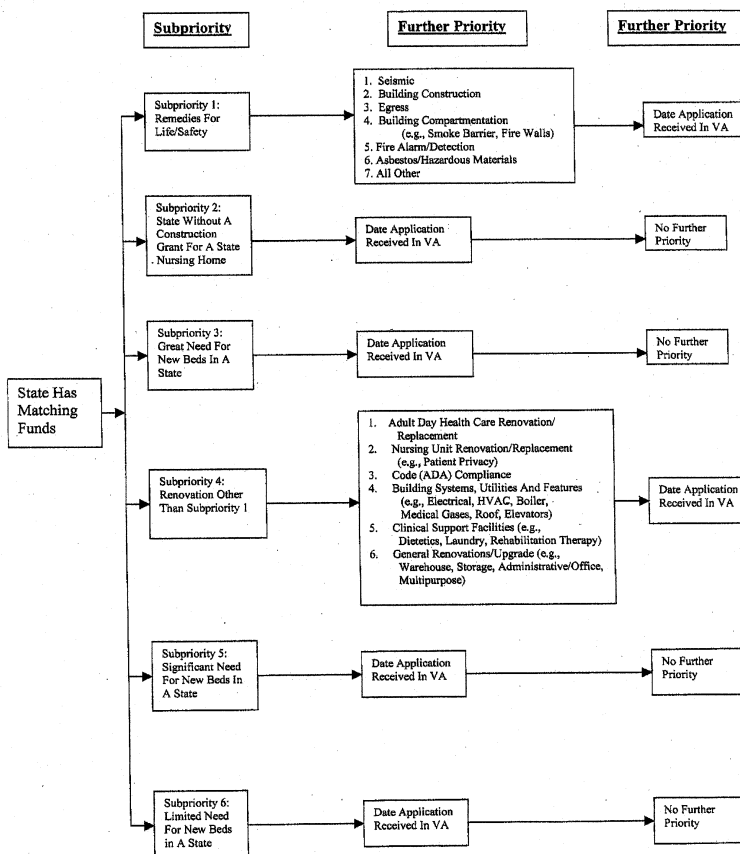 Subpriority
Further Priority
Further Priority
State Has
Matching
Funds
Subpriority 1:
Remedies For
Life/Safety
1. Seismic
2. Building Construction
3. Egress
4. Building Compartmentation
(e.g., Smoke Barrier, Fire Walls)
5. Fire Alarm/Detection
6. Asbestos/Hazardous Materials
7. All Other
Date Application
Received In VA
Subpriority 2:
State Without A
Construction
Grant For A State
Nursing Home
Date Application
Received In VA
No Further
Priority
Subpriority 3:
Great Need For
New Beds In A
State
Date Application
Received In VA
No Further
Priority
Subpriority 4:
Renovation Other
Than Subpriority 1
1. Adult Day Health Care Renovation/
Replacement
2. Nursing Unit Renovation/Replacement
(e.g., Patient Privacy)
3. Code (ADA) Compliance
4. Building Systems, Utilities And Features
(e.g., Electrical, HVAC, Boiler,
Medical Gases, Roof, Elevators)
5. Clinical Support Facilities (e.g.,
Dietetics, Laundry, Rehabilitation Therapy)
6. General Renovations/Upgrade (e.g.,
Warehouse, Storage, Administrative/Office,
Multipurpose)
Date Application
Received In VA
Subpriority 5:
Significant Need
For New Beds In
A State
Date Application
Received In VA
No Further
Priority
Subpriority 6:
Limited Need
For New Beds
in A State
Date Application
Received In VA
No Further
Priority